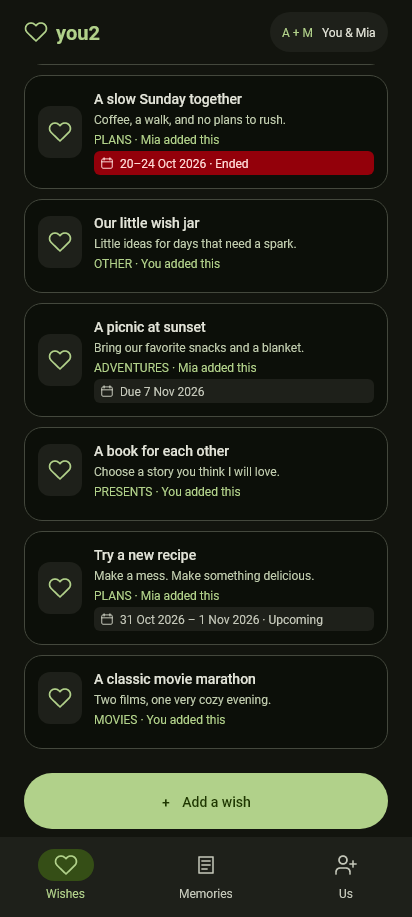 you2
A + M You & Mia
A slow Sunday together
Coffee, a walk, and no plans to rush.
PLANS · Mia added this
20–24 Oct 2026 · Ended
Our little wish jar
Little ideas for days that need a spark.
OTHER · You added this
A picnic at sunset
Bring our favorite snacks and a blanket.
ADVENTURES · Mia added this
Due 7 Nov 2026
A book for each other
Choose a story you think I will love.
PRESENTS · You added this
Try a new recipe
Make a mess. Make something delicious.
PLANS · Mia added this
31 Oct 2026 – 1 Nov 2026 · Upcoming
A classic movie marathon
Two films, one very cozy evening.
MOVIES · You added this
+ Add a wish
Wishes Memories Us